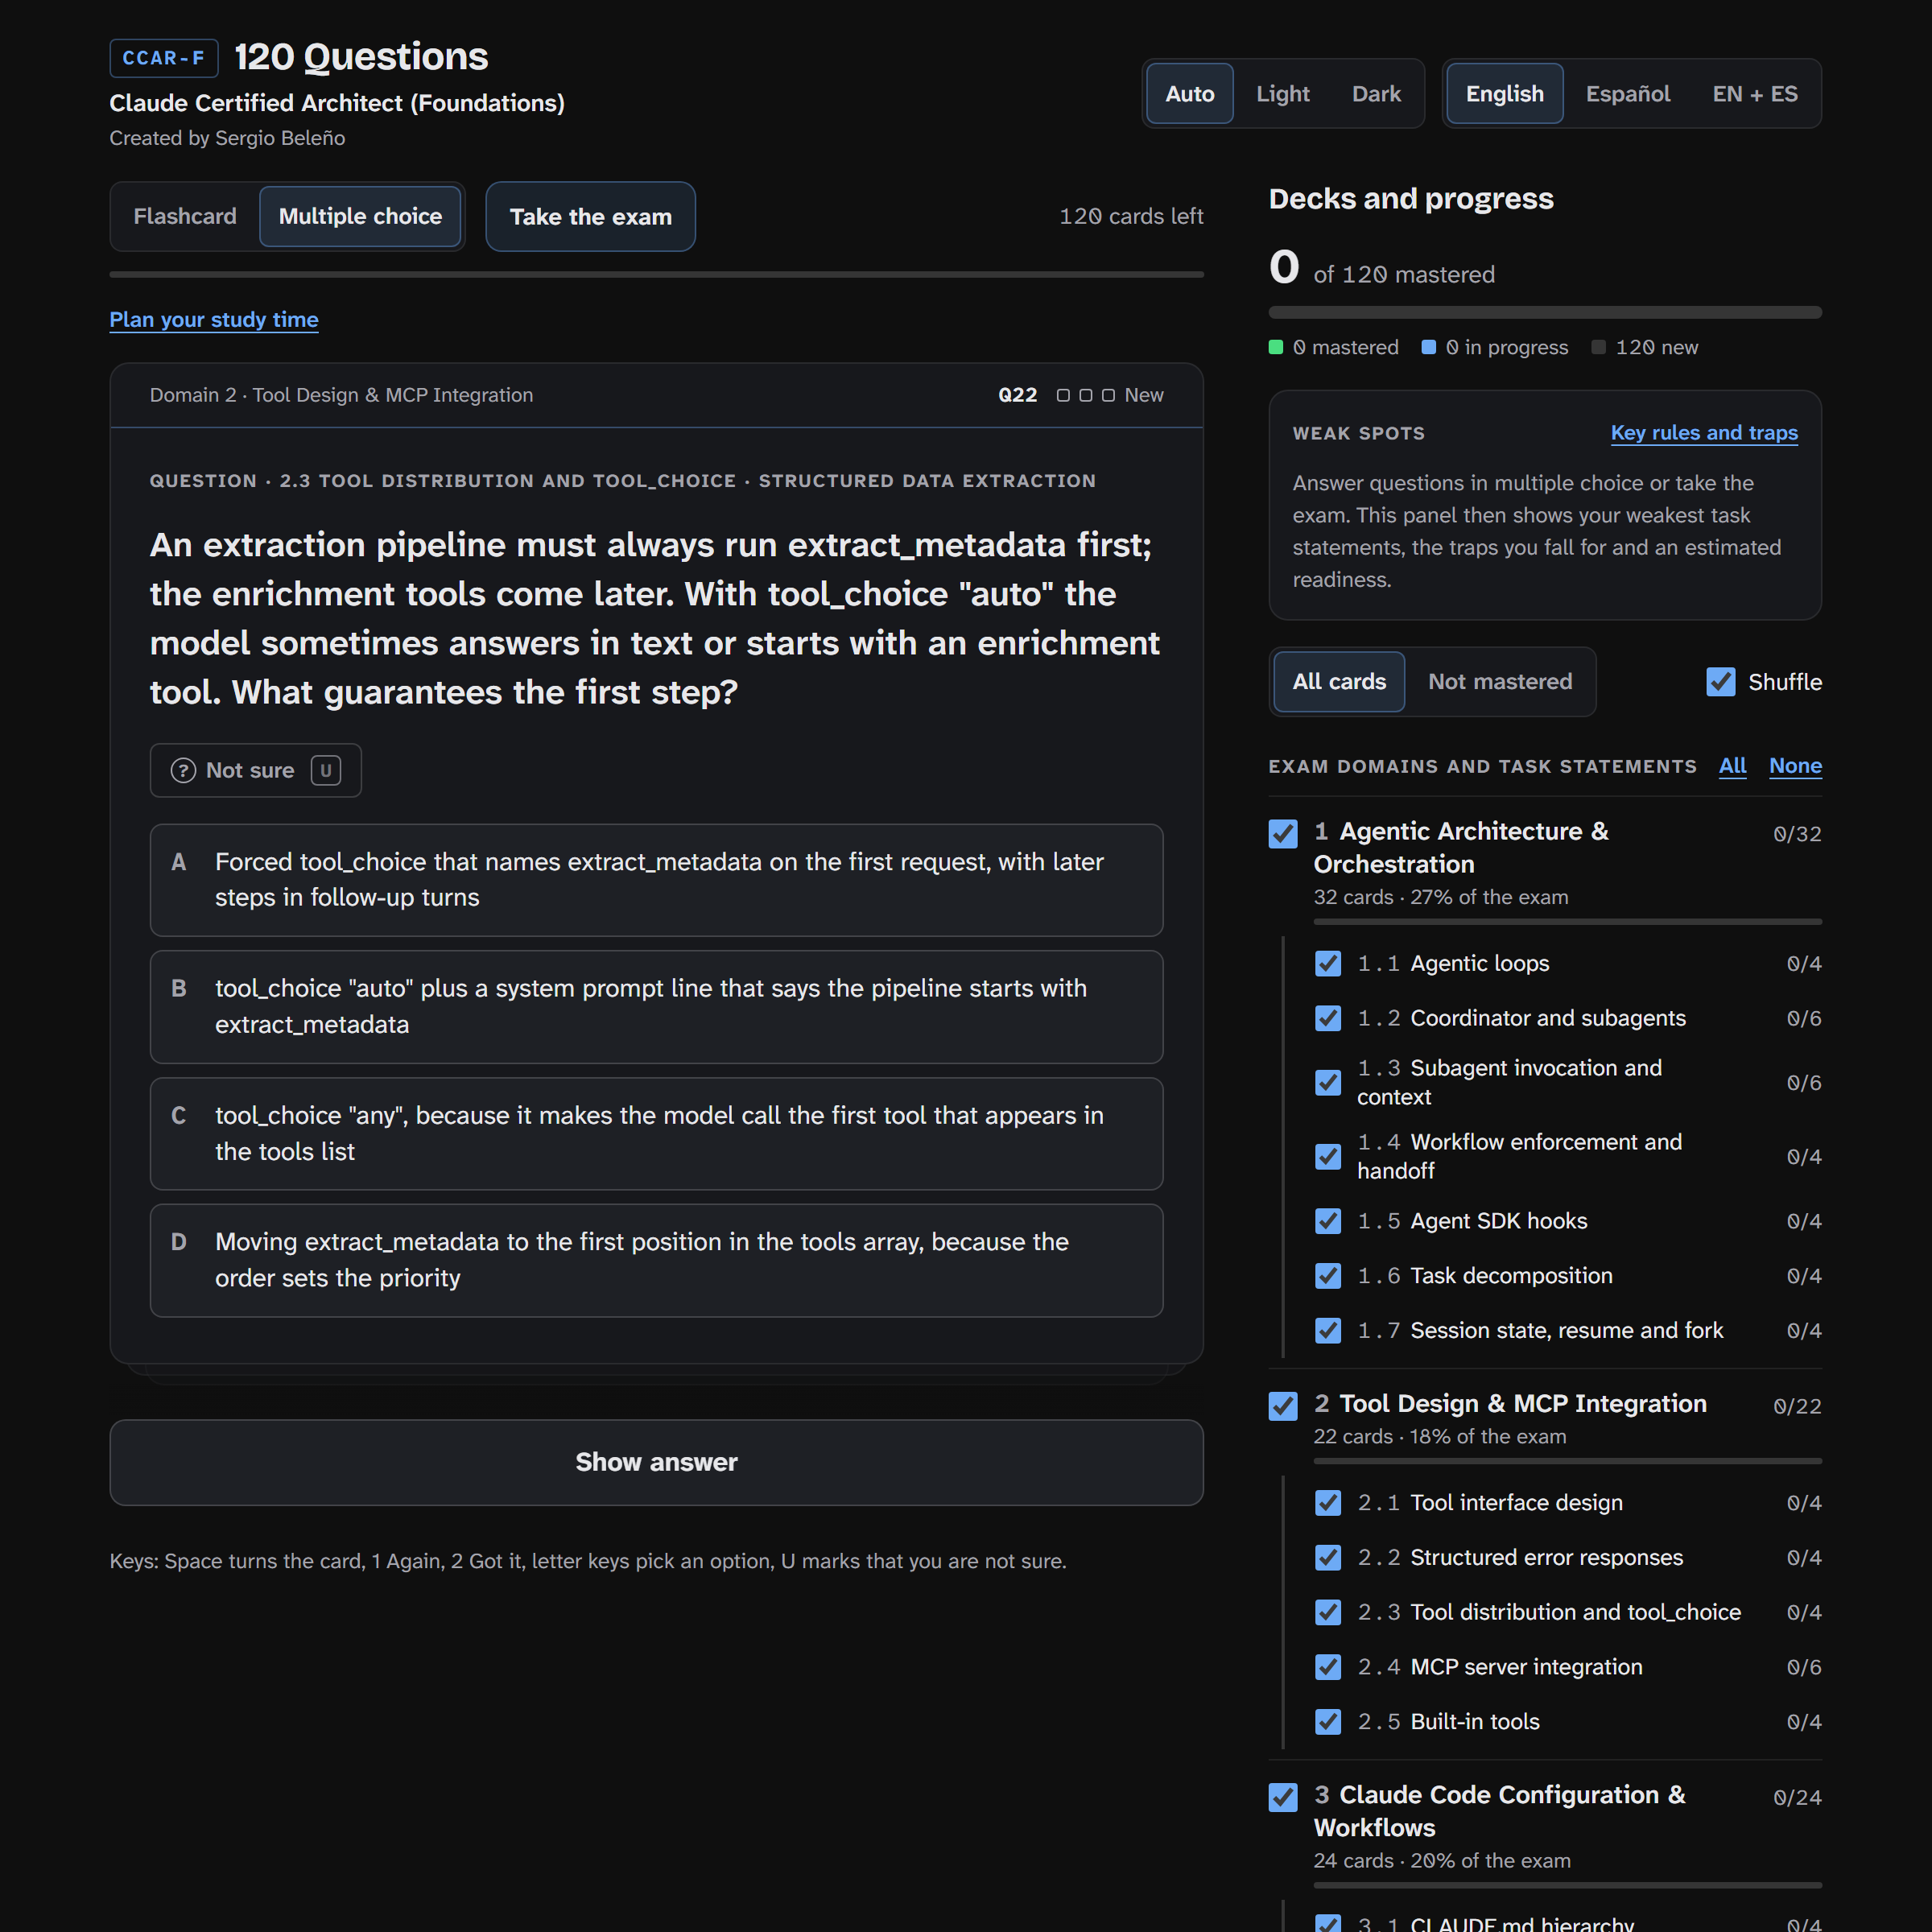 CCAR-F 120 Questions
Claude Certified Architect (Foundations)
Created by Sergio Beleño
Auto Light Dark English Español EN + ES
Flashcard Multiple choice Take the exam 120 cards left
Plan your study time
Domain 2 · Tool Design & MCP Integration Q22 New
QUESTION · 2.3 TOOL DISTRIBUTION AND TOOL_CHOICE · STRUCTURED DATA EXTRACTION
An extraction pipeline must always run extract_metadata first;
the enrichment tools come later. With tool_choice "auto" the
model sometimes answers in text or starts with an enrichment
tool. What guarantees the first step?
? Not sure U
A Forced tool_choice that names extract_metadata on the first request, with later
steps in follow-up turns
B tool_choice "auto" plus a system prompt line that says the pipeline starts with
extract_metadata
C tool_choice "any", because it makes the model call the first tool that appears in
the tools list
D Moving extract_metadata to the first position in the tools array, because the
order sets the priority
Show answer
Keys: Space turns the card, 1 Again, 2 Got it, letter keys pick an option, U marks that you are not sure.
Decks and progress
0 of 120 mastered
0 mastered 0 in progress 120 new
WEAK SPOTS Key rules and traps
Answer questions in multiple choice or take the
exam. This panel then shows your weakest task
statements, the traps you fall for and an estimated
readiness.
All cards Not mastered Shuffle
EXAM DOMAINS AND TASK STATEMENTS All None
1 Agentic Architecture & 0/32
Orchestration
32 cards · 27% of the exam
1.1 Agentic loops 0/4
1.2 Coordinator and subagents 0/6
1.3 Subagent invocation and 0/6
context
1.4 Workflow enforcement and 0/4
handoff
1.5 Agent SDK hooks 0/4
1.6 Task decomposition 0/4
1.7 Session state, resume and fork 0/4
2 Tool Design & MCP Integration 0/22
22 cards · 18% of the exam
2.1 Tool interface design 0/4
2.2 Structured error responses 0/4
2.3 Tool distribution and tool_choice 0/4
2.4 MCP server integration 0/6
2.5 Built-in tools 0/4
3 Claude Code Configuration & 0/24
Workflows
24 cards · 20% of the exam
3.1 CLAUDE.md hierarchy 0/4